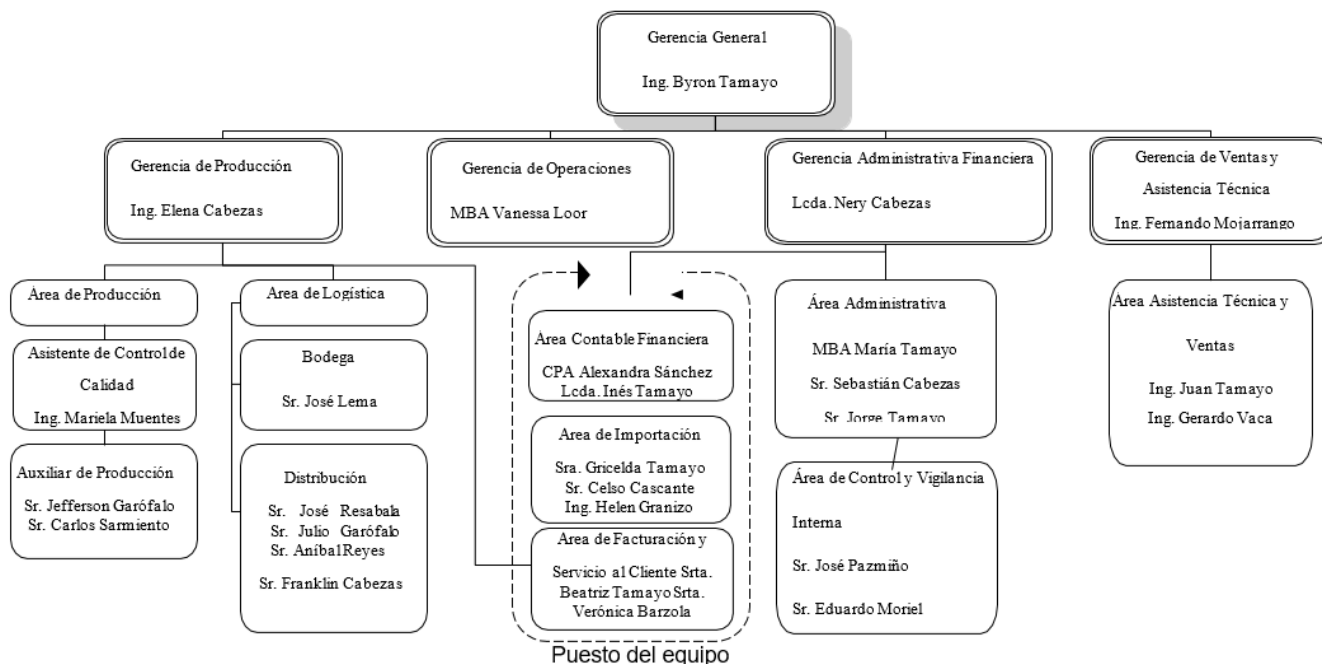 Gerencia General
Ing. Byron Tamayo
Gerencia de Producción
Ing. Elena Cabezas
Gerencia de Operaciones
MBA Vanessa Loor
Gerencia Administrativa Financiera
Lcda. Nery Cabezas
Gerencia de Ventas y
Asistencia Técnica
Ing. Fernando Mojarrango
Área de Producción
Asistente de Control de
Calidad
Ing. Mariela Muentes
Auxiliar de Producción
Sr. Jefferson Garófalo
Sr. Carlos Sarmiento
Area de Logística
Bodega
Sr. José Lema
Distribución
Sr. José Resabala
Sr. Julio Garófalo
Sr. Aníbal Reyes
Sr. Franklin Cabezas
Área Contable Financiera
CPA Alexandra Sánchez
Lcda. Inés Tamayo
Area de Importación
Sra. Gricelda Tamayo
Sr. Celso Cascante
Ing. Helen Granizo
Area de Facturación y
Servicio al Cliente Srta.
Beatriz Tamayo Srta.
Verónica Barzola
Puesto del equipo
Área Administrativa
MBA María Tamayo
Sr. Sebastián Cabezas
Sr. Jorge Tamayo
Área de Control y Vigilancia
Interna
Sr. José Pazmiño
Sr. Eduardo Moriel
Área Asistencia Técnica y
Ventas
Ing. Juan Tamayo
Ing. Gerardo Vaca